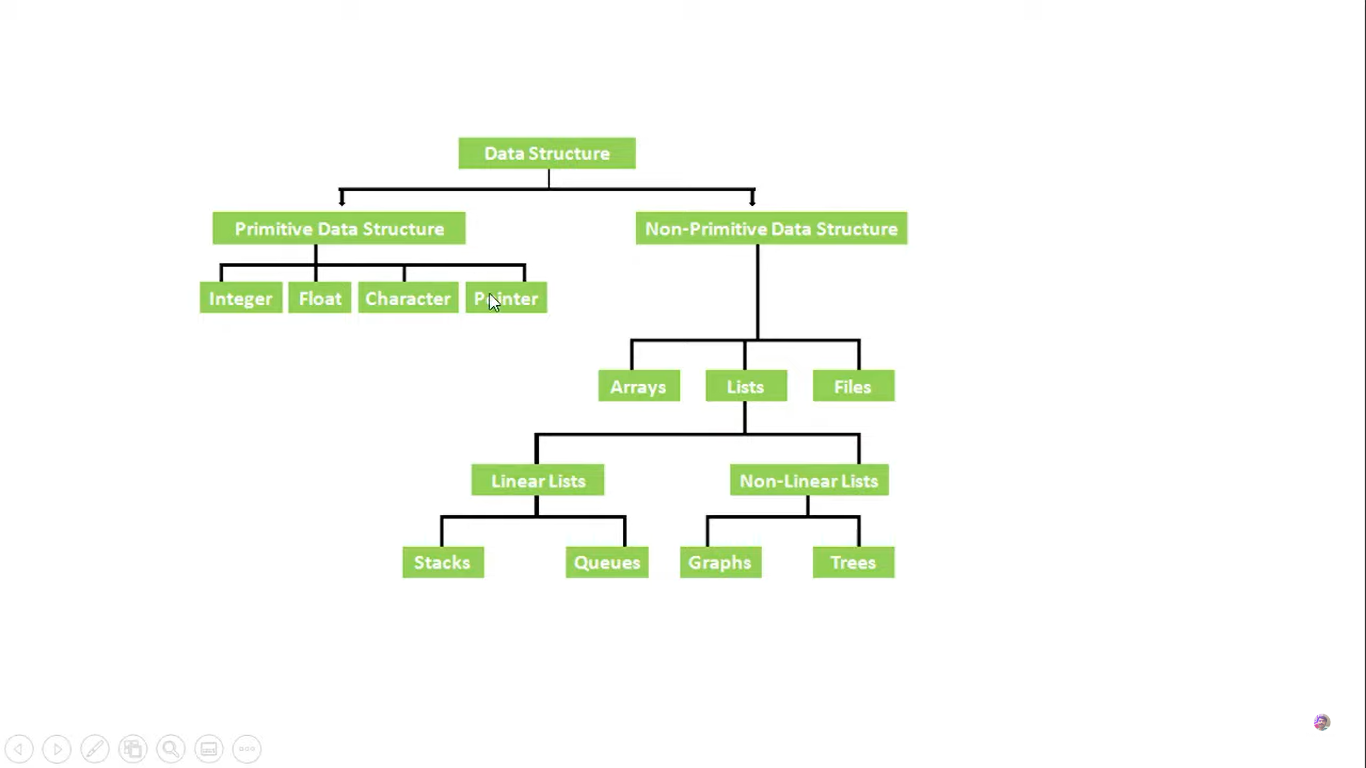 Data Structure
Primitive Data Structure
Non-Primitive Data Structure
Integer
Float
Character
Pointer
Arrays
Lists
Files
Linear Lists
Non-Linear Lists
Stacks
Queues
Graphs
Trees